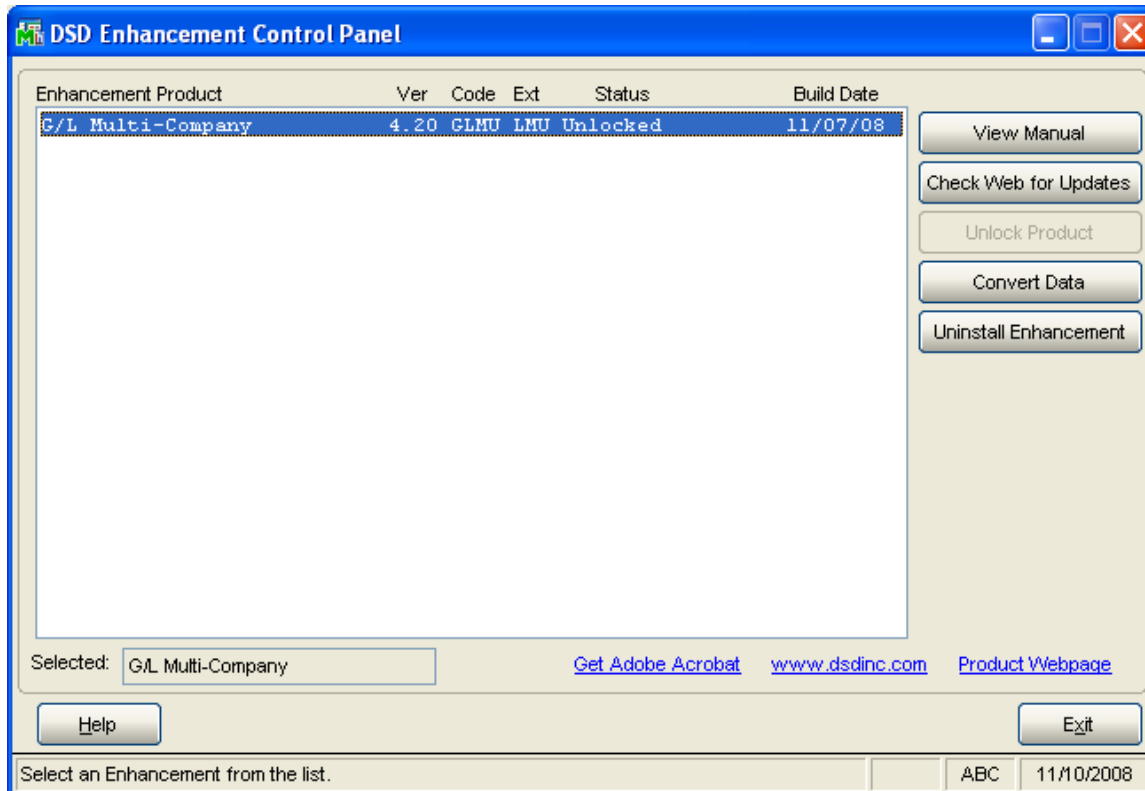 DSD Enhancement Control Panel
Enhancement Product Ver Code Ext Status Build Date
G/L Multi-Company 4.20 GLMU LMU Unlocked 11/07/08
View Manual
Check Web for Updates
Unlock Product
Convert Data
Uninstall Enhancement
Selected: G/L Multi-Company Get Adobe Acrobat www.dsdinc.com Product Webpage
Help Exit
Select an Enhancement from the list. ABC 11/10/2008